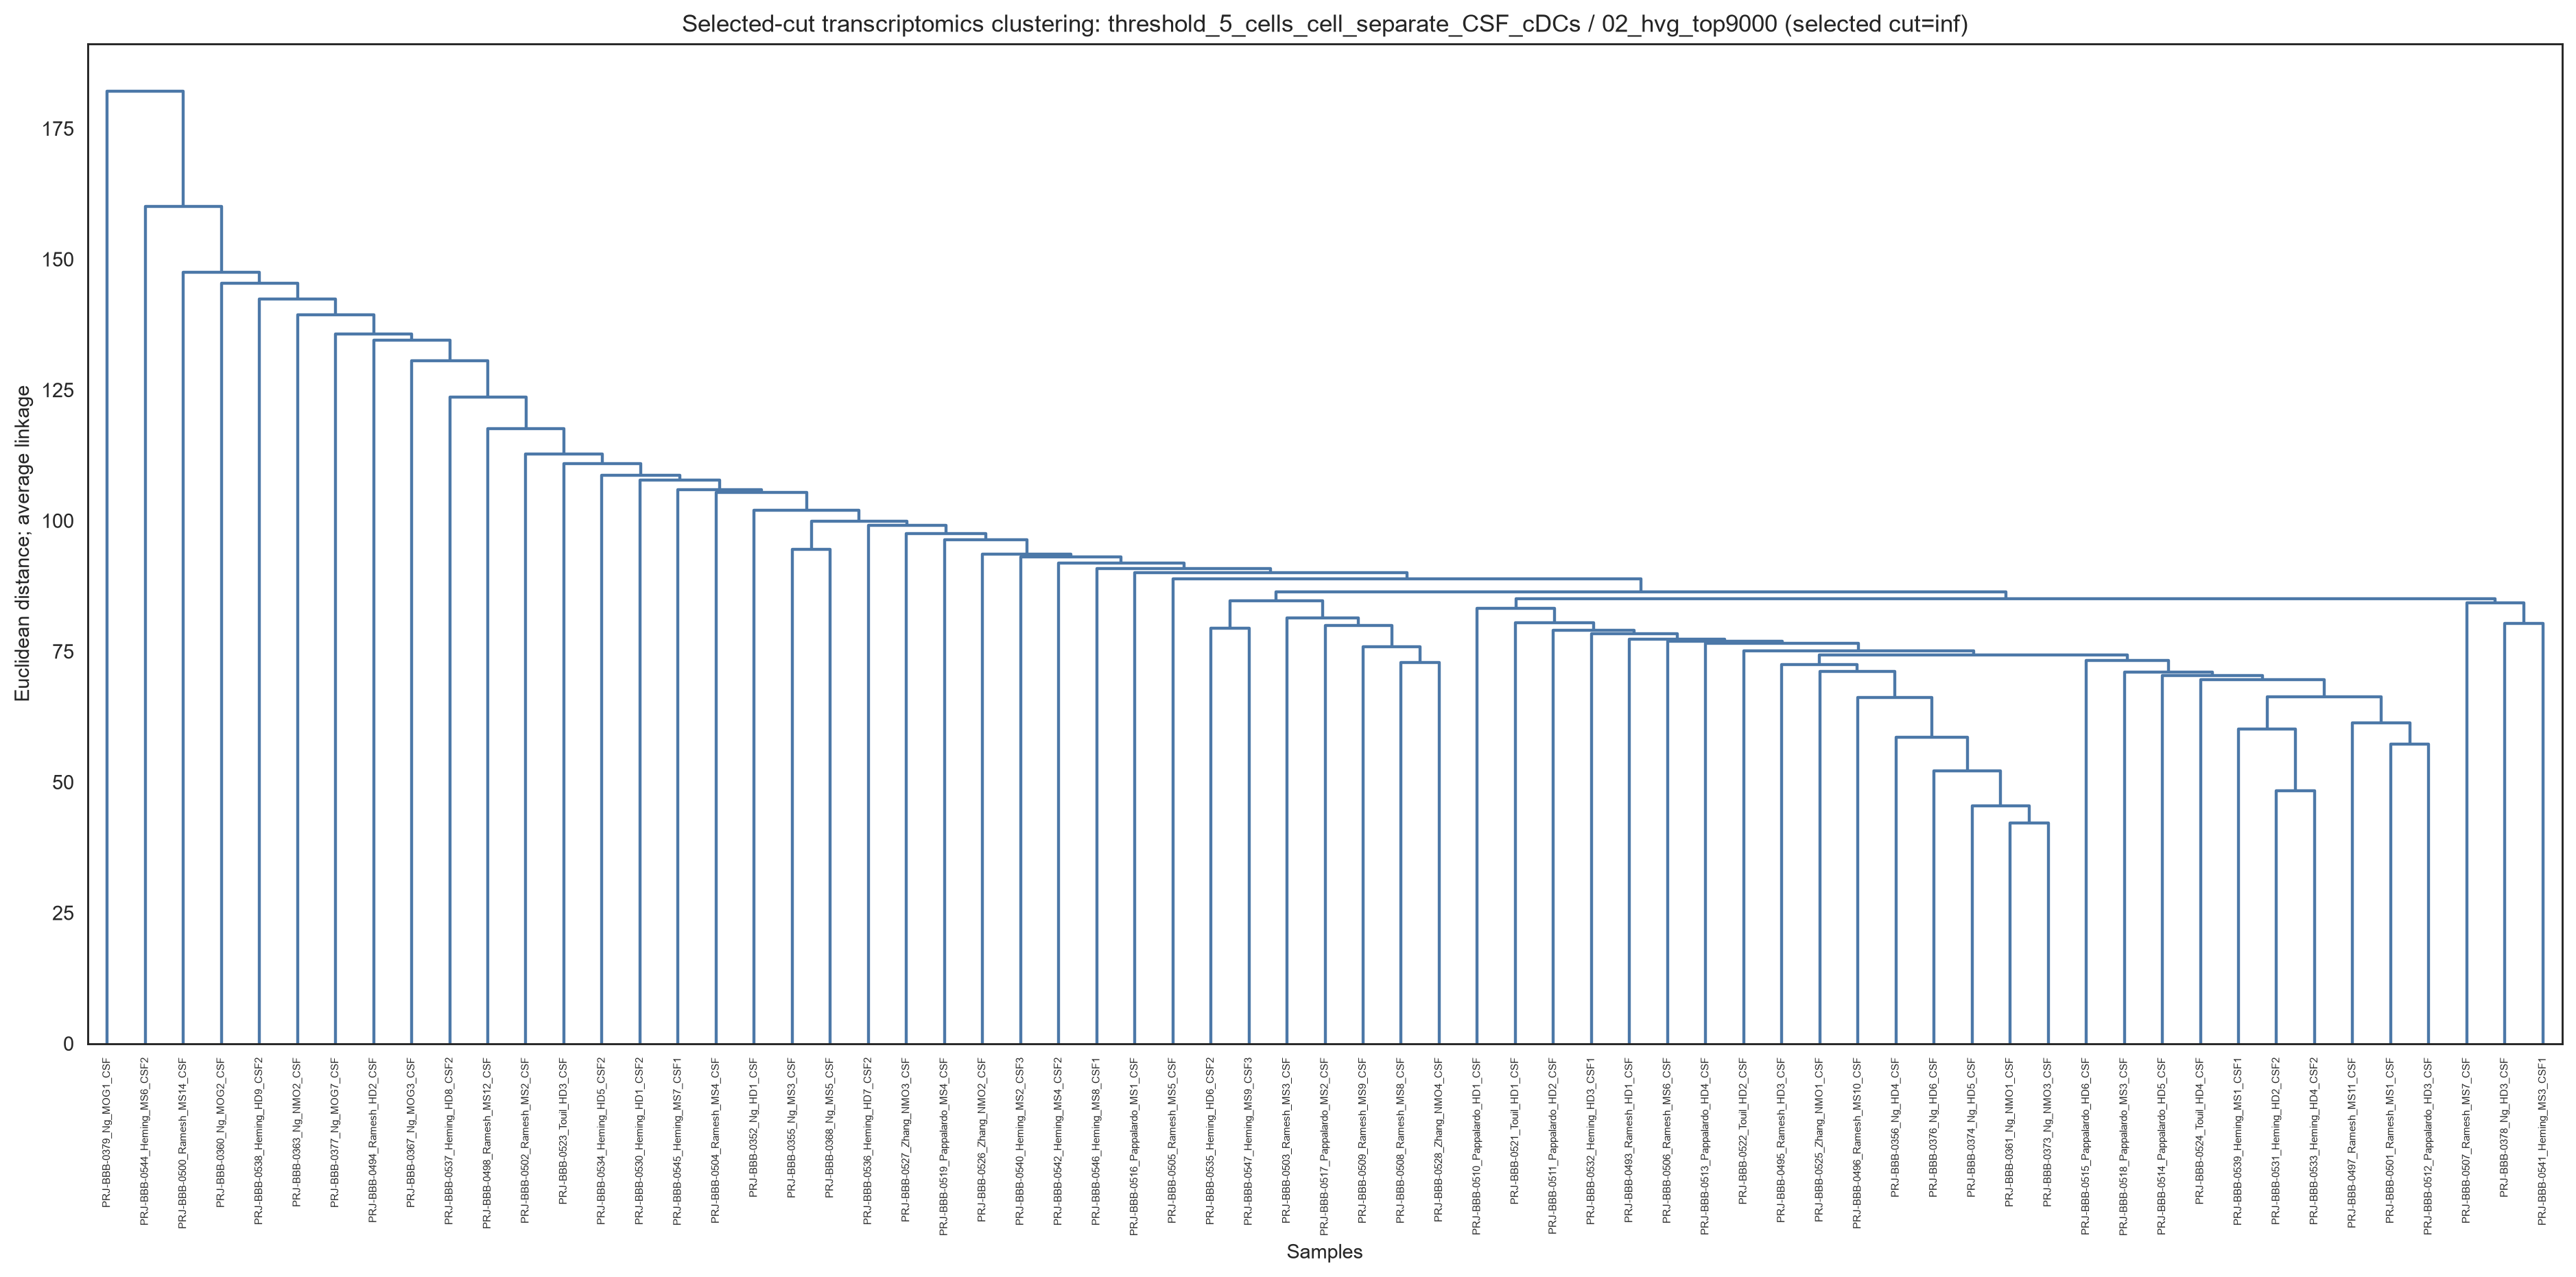 Selected-cut transcriptomics clustering: threshold_5_cells_cell_separate_CSF_cDCs / 02_hvg_top9000 (selected cut=inf)
Euclidean distance; average linkage
175
150
125
100
75
50
25
0
PRJ-BBB-0379_Ng_MOG1_CSF
PRJ-BBB-0544_Heming_MS6_CSF2
PRJ-BBB-0500_Ramesh_MS14_CSF
PRJ-BBB-0360_Ng_MOG2_CSF
PRJ-BBB-0538_Heming_HD9_CSF2
PRJ-BBB-0363_Ng_NMO2_CSF
PRJ-BBB-0377_Ng_MOG7_CSF
PRJ-BBB-0494_Ramesh_HD2_CSF
PRJ-BBB-0367_Ng_MOG3_CSF
PRJ-BBB-0537_Heming_HD8_CSF2
PRJ-BBB-0498_Ramesh_MS12_CSF
PRJ-BBB-0502_Ramesh_MS2_CSF
PRJ-BBB-0523_Touil_HD3_CSF
PRJ-BBB-0534_Heming_HD5_CSF2
PRJ-BBB-0530_Heming_HD1_CSF2
PRJ-BBB-0545_Heming_MS7_CSF1
PRJ-BBB-0504_Ramesh_MS4_CSF
PRJ-BBB-0352_Ng_HD1_CSF
PRJ-BBB-0355_Ng_MS3_CSF
PRJ-BBB-0368_Ng_MS5_CSF
PRJ-BBB-0536_Heming_HD7_CSF2
PRJ-BBB-0527_Zhang_NMO3_CSF
PRJ-BBB-0519_Pappalardo_MS4_CSF
PRJ-BBB-0526_Zhang_NMO2_CSF
PRJ-BBB-0540_Heming_MS2_CSF3
PRJ-BBB-0542_Heming_MS4_CSF2
PRJ-BBB-0546_Heming_MS8_CSF1
PRJ-BBB-0516_Pappalardo_MS1_CSF
PRJ-BBB-0505_Ramesh_MS5_CSF
PRJ-BBB-0535_Heming_HD6_CSF2
PRJ-BBB-0547_Heming_MS9_CSF3
PRJ-BBB-0503_Ramesh_MS3_CSF
PRJ-BBB-0517_Pappalardo_MS2_CSF
PRJ-BBB-0509_Ramesh_MS9_CSF
PRJ-BBB-0508_Ramesh_MS8_CSF
PRJ-BBB-0528_Zhang_NMO4_CSF
PRJ-BBB-0510_Pappalardo_HD1_CSF
PRJ-BBB-0521_Touil_HD1_CSF
PRJ-BBB-0511_Pappalardo_HD2_CSF
PRJ-BBB-0532_Heming_HD3_CSF1
PRJ-BBB-0493_Ramesh_HD1_CSF
PRJ-BBB-0506_Ramesh_MS6_CSF
PRJ-BBB-0513_Pappalardo_HD4_CSF
PRJ-BBB-0522_Touil_HD2_CSF
PRJ-BBB-0495_Ramesh_HD3_CSF
PRJ-BBB-0525_Zhang_NMO1_CSF
PRJ-BBB-0496_Ramesh_MS10_CSF
PRJ-BBB-0356_Ng_HD4_CSF
PRJ-BBB-0376_Ng_HD6_CSF
PRJ-BBB-0374_Ng_HD5_CSF
PRJ-BBB-0361_Ng_NMO1_CSF
PRJ-BBB-0373_Ng_NMO3_CSF
PRJ-BBB-0515_Pappalardo_HD6_CSF
PRJ-BBB-0518_Pappalardo_MS3_CSF
PRJ-BBB-0514_Pappalardo_HD5_CSF
PRJ-BBB-0524_Touil_HD4_CSF
PRJ-BBB-0539_Heming_MS1_CSF1
PRJ-BBB-0531_Heming_HD2_CSF2
PRJ-BBB-0533_Heming_HD4_CSF2
PRJ-BBB-0497_Ramesh_MS11_CSF
PRJ-BBB-0501_Ramesh_MS1_CSF
PRJ-BBB-0512_Pappalardo_HD3_CSF
PRJ-BBB-0507_Ramesh_MS7_CSF
PRJ-BBB-0378_Ng_HD3_CSF
PRJ-BBB-0541_Heming_MS3_CSF1
Samples